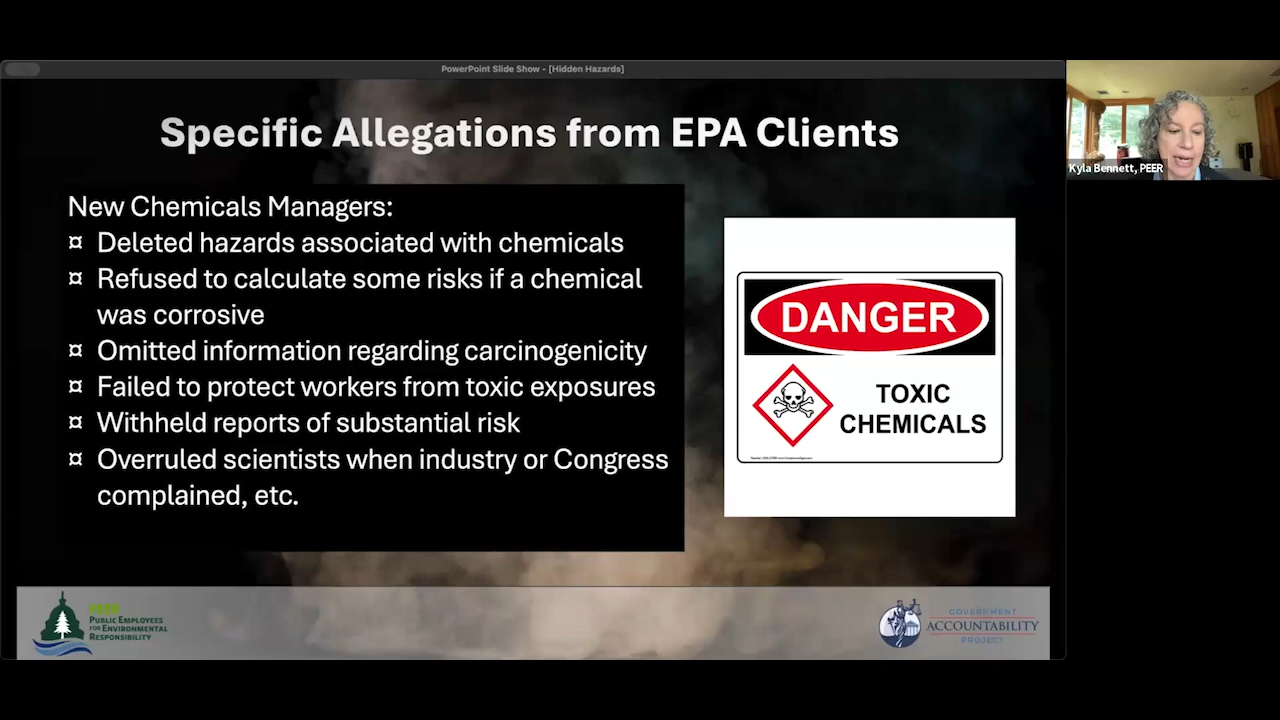 PowerPoint Slide Show - [Hidden Hazards]
Specific Allegations from EPA Clients
Kyla Bennett, PEER
New Chemicals Managers:
¤ Deleted hazards associated with chemicals
¤ Refused to calculate some risks if a chemical
was corrosive
¤ Omitted information regarding carcinogenicity
¤ Failed to protect workers from toxic exposures
¤ Withheld reports of substantial risk
¤ Overruled scientists when industry or Congress
complained, etc.
DANGER
TOXIC
CHEMICALS
PEER
PUBLIC EMPLOYEES
FOR ENVIRONMENTAL
RESPONSIBILITY
GOVERNMENT
ACCOUNTABILITY
PROJECT